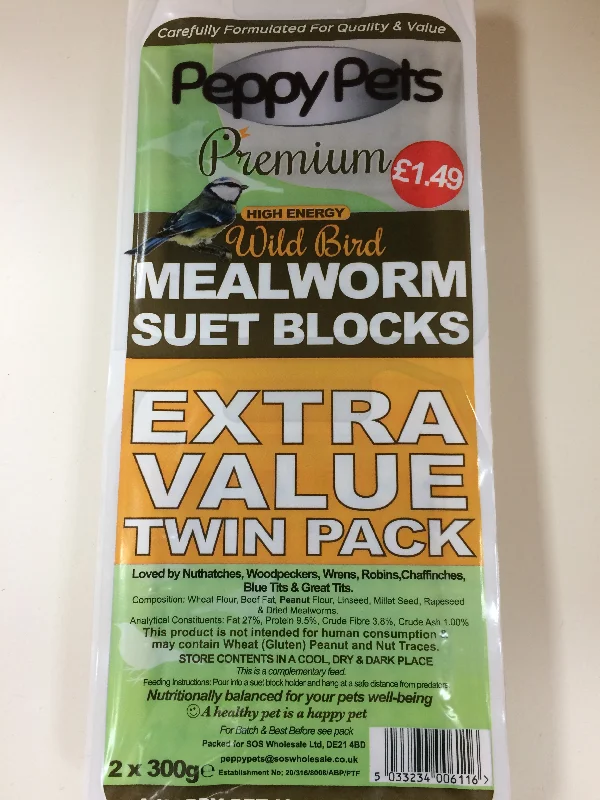 Carefully Formulated For Quality & Value
Peppy Pets
Premium
£1.49
HIGH ENERGY
Wild Bird
MEALWORM
SUET BLOCKS
EXTRA
VALUE
TWIN PACK
Loved by Nuthatches, Woodpeckers, Wrens, Robins,Chaffinches,
Blue Tits & Great Tits.
Composition: Wheat Flour, Beef Fat, Peanut Flour, Linseed, Millet Seed, Rapeseed
& Dried Mealworms.
Analytical Constituents: Fat 27%, Protein 9.5%, Crude Fibre 3.8%, Crude Ash 1.00%
This product is not intended for human consumption &
may contain Wheat (Gluten) Peanut and Nut Traces.
STORE CONTENTS IN A COOL, DRY & DARK PLACE
This is a complementary feed.
Feeding Instructions: Pour into a suet block holder and hang at a safe distance from predators
Nutritionally balanced for your pets well-being
A healthy pet is a happy pet
For Batch & Best Before see pack
Packed for SOS Wholesale Ltd, DE21 4BD
peppypets@soswholesale.co.uk
2 x 300g℮ Establishment No: 20/316/8008/ABP/PTF
5 033234 006116 >